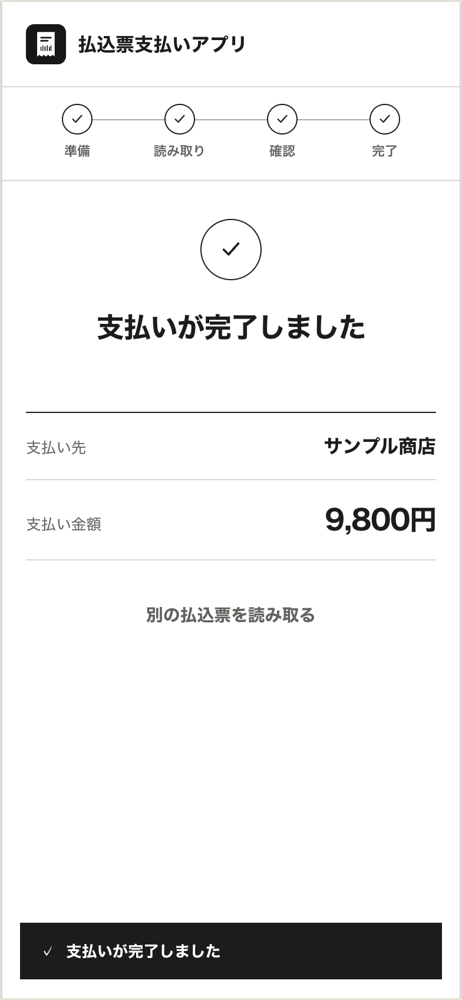 払込票支払いアプリ
準備
読み取り
確認
完了
支払いが完了しました
支払い先
サンプル商店
支払い金額
9,800円
別の払込票を読み取る
✓ 支払いが完了しました